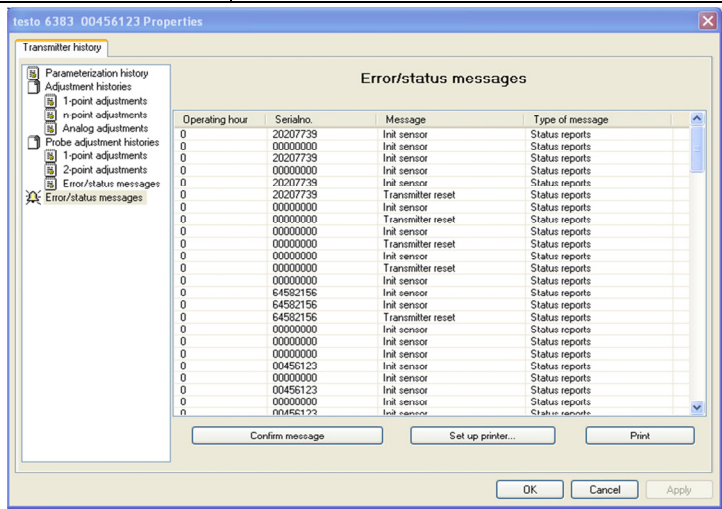 testo 6383 00456123 Properties
Transmitter history
Parameterization history
Adjustment histories
1-point adjustments
n-point adjustments
Analog adjustments
Probe adjustment histories
1-point adjustments
2-point adjustments
Error/status messages
Error/status messages
Error/status messages
Operating hour Serialno. Message Type of message
0 20207739 Init sensor Status reports
0 00000000 Init sensor Status reports
0 20207739 Init sensor Status reports
0 00000000 Init sensor Status reports
0 20207739 Init sensor Status reports
0 20207739 Transmitter reset Status reports
0 00000000 Init sensor Status reports
0 00000000 Transmitter reset Status reports
0 00000000 Init sensor Status reports
0 00000000 Transmitter reset Status reports
0 00000000 Init sensor Status reports
0 00000000 Transmitter reset Status reports
0 00000000 Init sensor Status reports
0 64582156 Init sensor Status reports
0 64582156 Init sensor Status reports
0 64582156 Transmitter reset Status reports
0 00000000 Init sensor Status reports
0 00000000 Init sensor Status reports
0 00000000 Init sensor Status reports
0 00456123 Init sensor Status reports
0 00000000 Init sensor Status reports
0 00456123 Init sensor Status reports
0 00000000 Init sensor Status reports
0 00456123 Init sensor Status reports
Confirm message Set up printer... Print
OK Cancel Apply